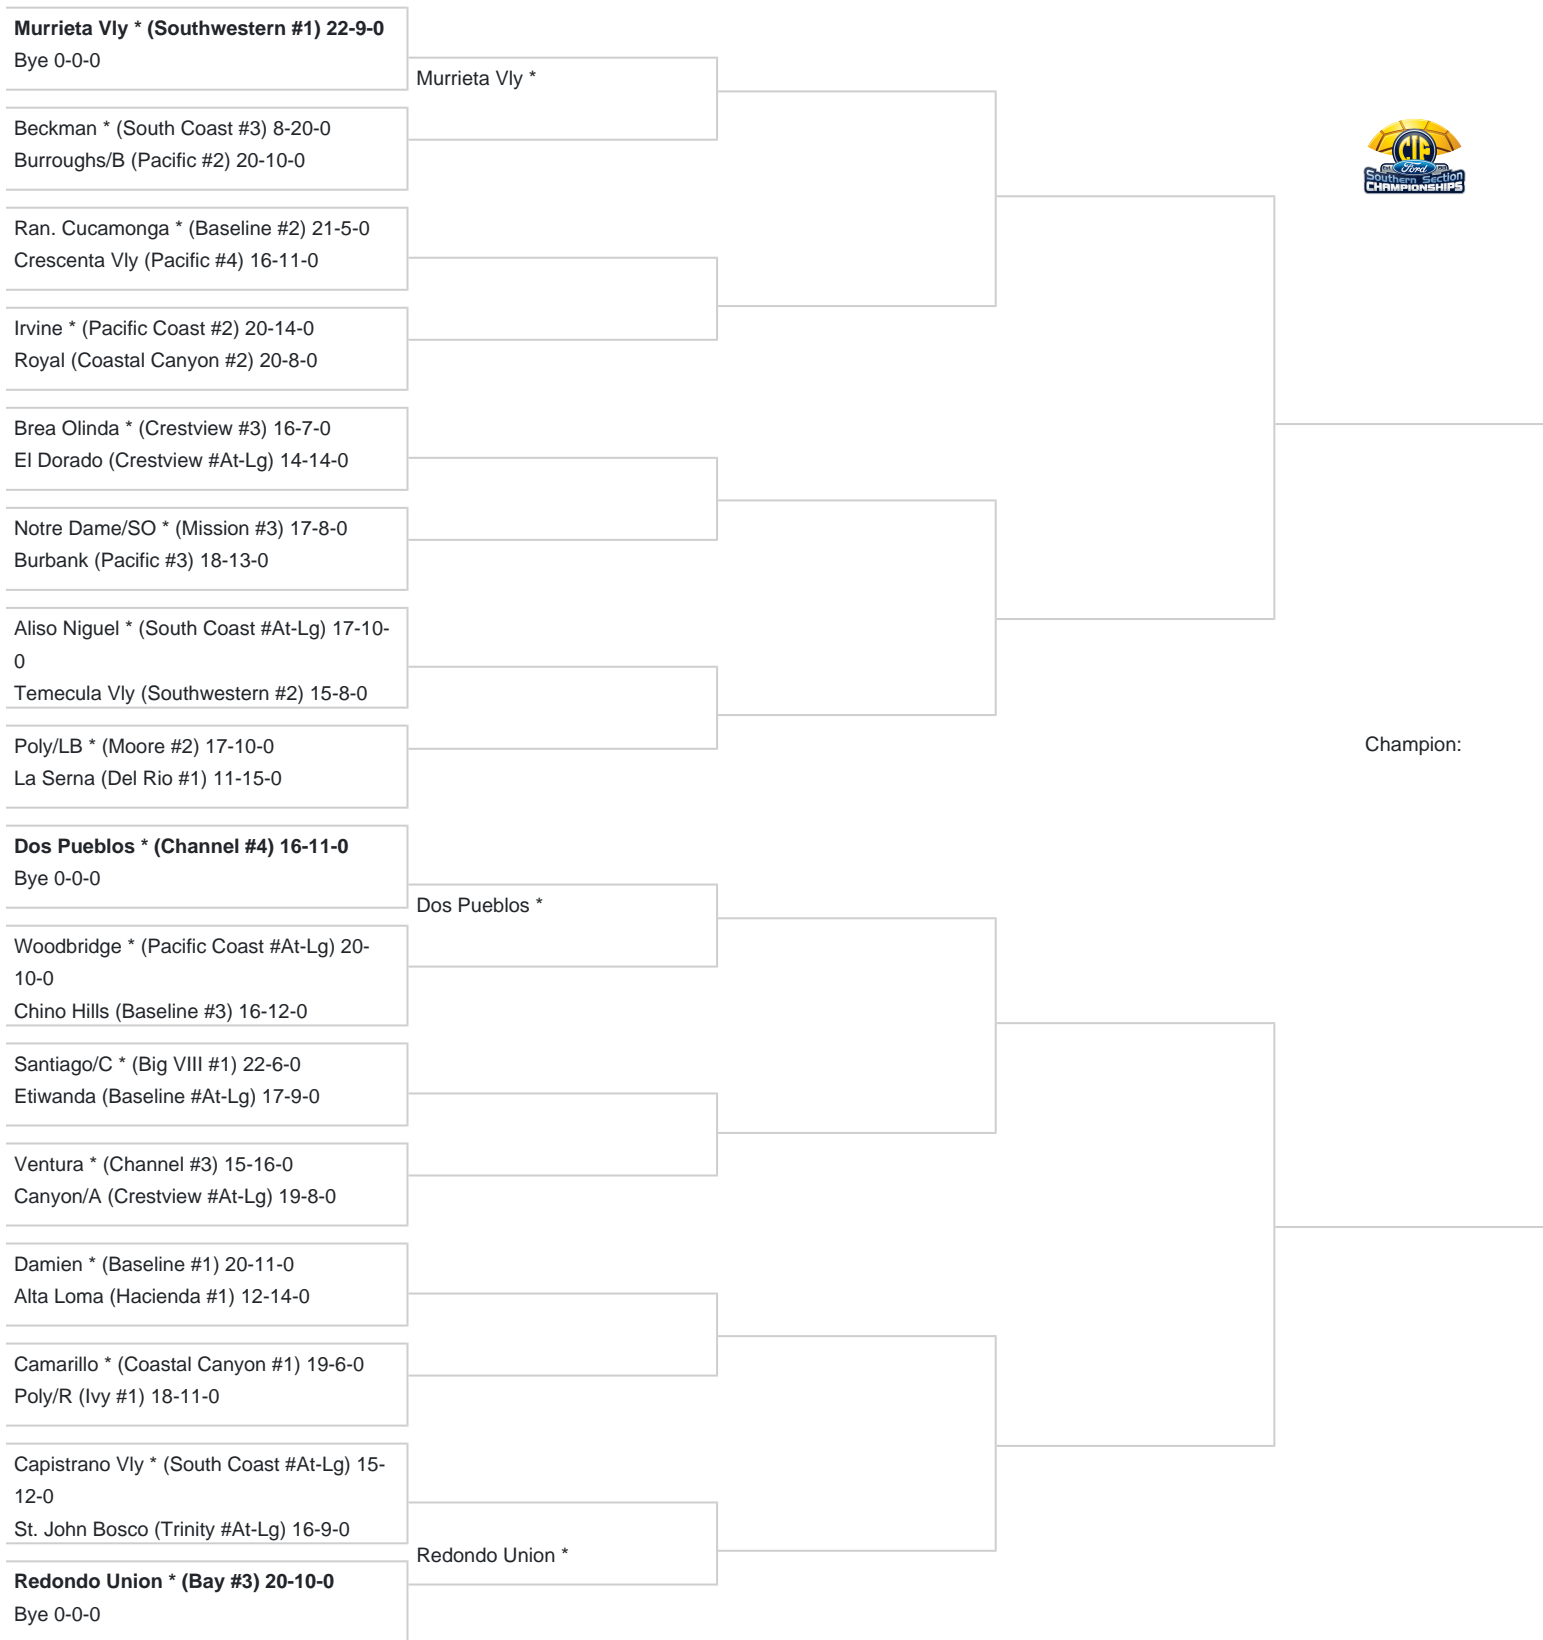 Murrieta Vly * (Southwestern #1) 22-9-0
Bye 0-0-0
Murrieta Vly *
Beckman * (South Coast #3) 8-20-0
Burroughs/B (Pacific #2) 20-10-0
CIF
Ford
Southern Section
CHAMPIONSHIPS
Ran. Cucamonga * (Baseline #2) 21-5-0
Crescenta Vly (Pacific #4) 16-11-0
Irvine * (Pacific Coast #2) 20-14-0
Royal (Coastal Canyon #2) 20-8-0
Brea Olinda * (Crestview #3) 16-7-0
El Dorado (Crestview #At-Lg) 14-14-0
Notre Dame/SO * (Mission #3) 17-8-0
Burbank (Pacific #3) 18-13-0
Aliso Niguel * (South Coast #At-Lg) 17-10-
0
Temecula Vly (Southwestern #2) 15-8-0
Poly/LB * (Moore #2) 17-10-0
La Serna (Del Rio #1) 11-15-0
Champion:
Dos Pueblos * (Channel #4) 16-11-0
Bye 0-0-0
Dos Pueblos *
Woodbridge * (Pacific Coast #At-Lg) 20-
10-0
Chino Hills (Baseline #3) 16-12-0
Santiago/C * (Big VIII #1) 22-6-0
Etiwanda (Baseline #At-Lg) 17-9-0
Ventura * (Channel #3) 15-16-0
Canyon/A (Crestview #At-Lg) 19-8-0
Damien * (Baseline #1) 20-11-0
Alta Loma (Hacienda #1) 12-14-0
Camarillo * (Coastal Canyon #1) 19-6-0
Poly/R (Ivy #1) 18-11-0
Capistrano Vly * (South Coast #At-Lg) 15-
12-0
St. John Bosco (Trinity #At-Lg) 16-9-0
Redondo Union *
Redondo Union * (Bay #3) 20-10-0
Bye 0-0-0